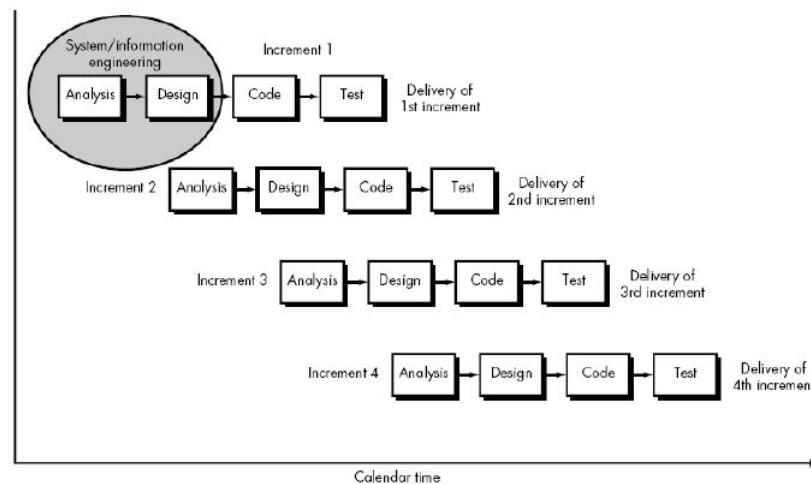 System/information
engineering
Increment 1
Analysis
Design
Code
Test
Delivery of
1st increment
Increment 2
Analysis
Design
Code
Test
Delivery of
2nd increment
Increment 3
Analysis
Design
Code
Test
Delivery of
3rd increment
Increment 4
Analysis
Design
Code
Test
Delivery of
4th incremen
Calendar time